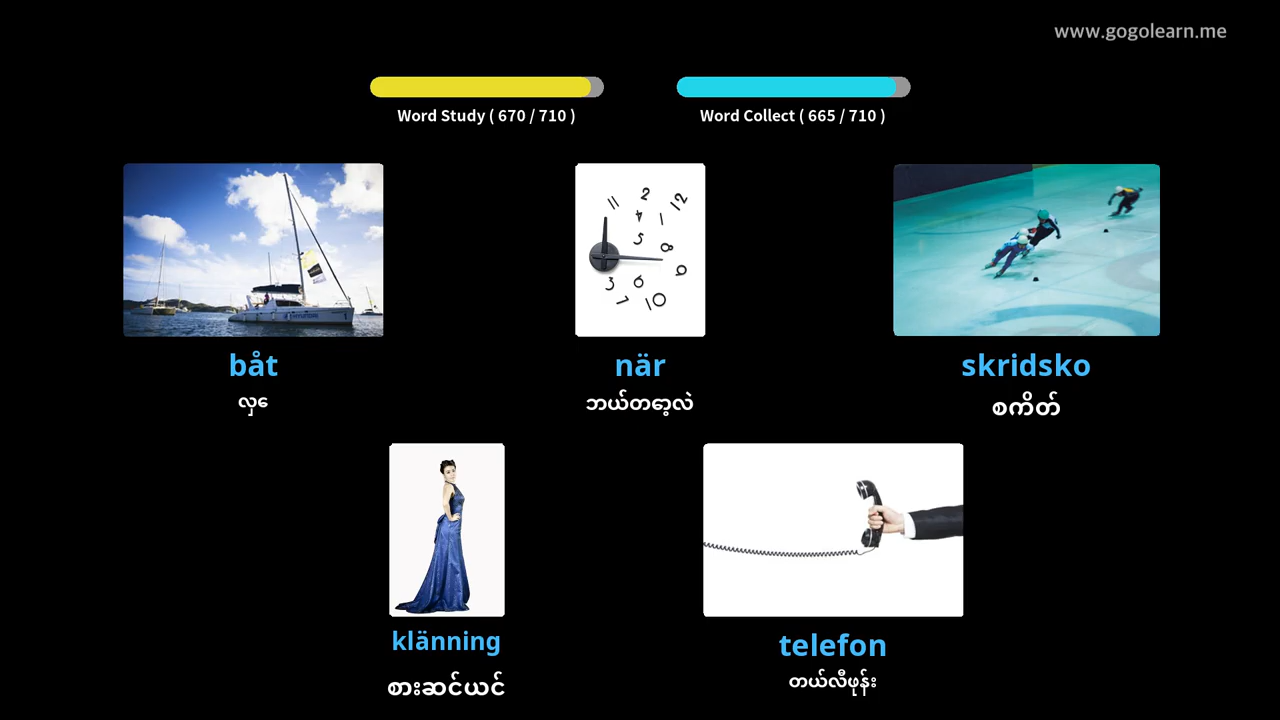 www.gogolearn.me
Word Study ( 670 / 710 )
Word Collect ( 665 / 710 )
båt
när
skridsko
လှေ
ဘယ်တော့လဲ
စကိတ်
klänning
telefon
စားဆင်ယင်
တယ်လီဖုန်း